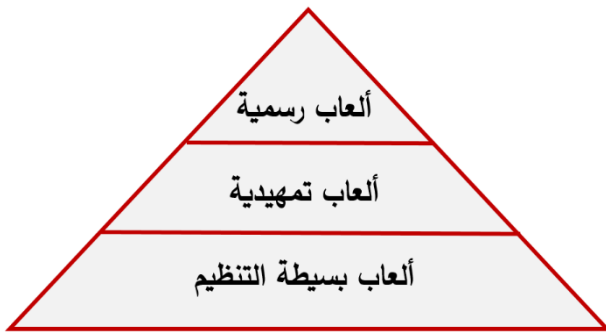 ألعاب رسمية
ألعاب تمهيدية
ألعاب بسيطة التنظيم